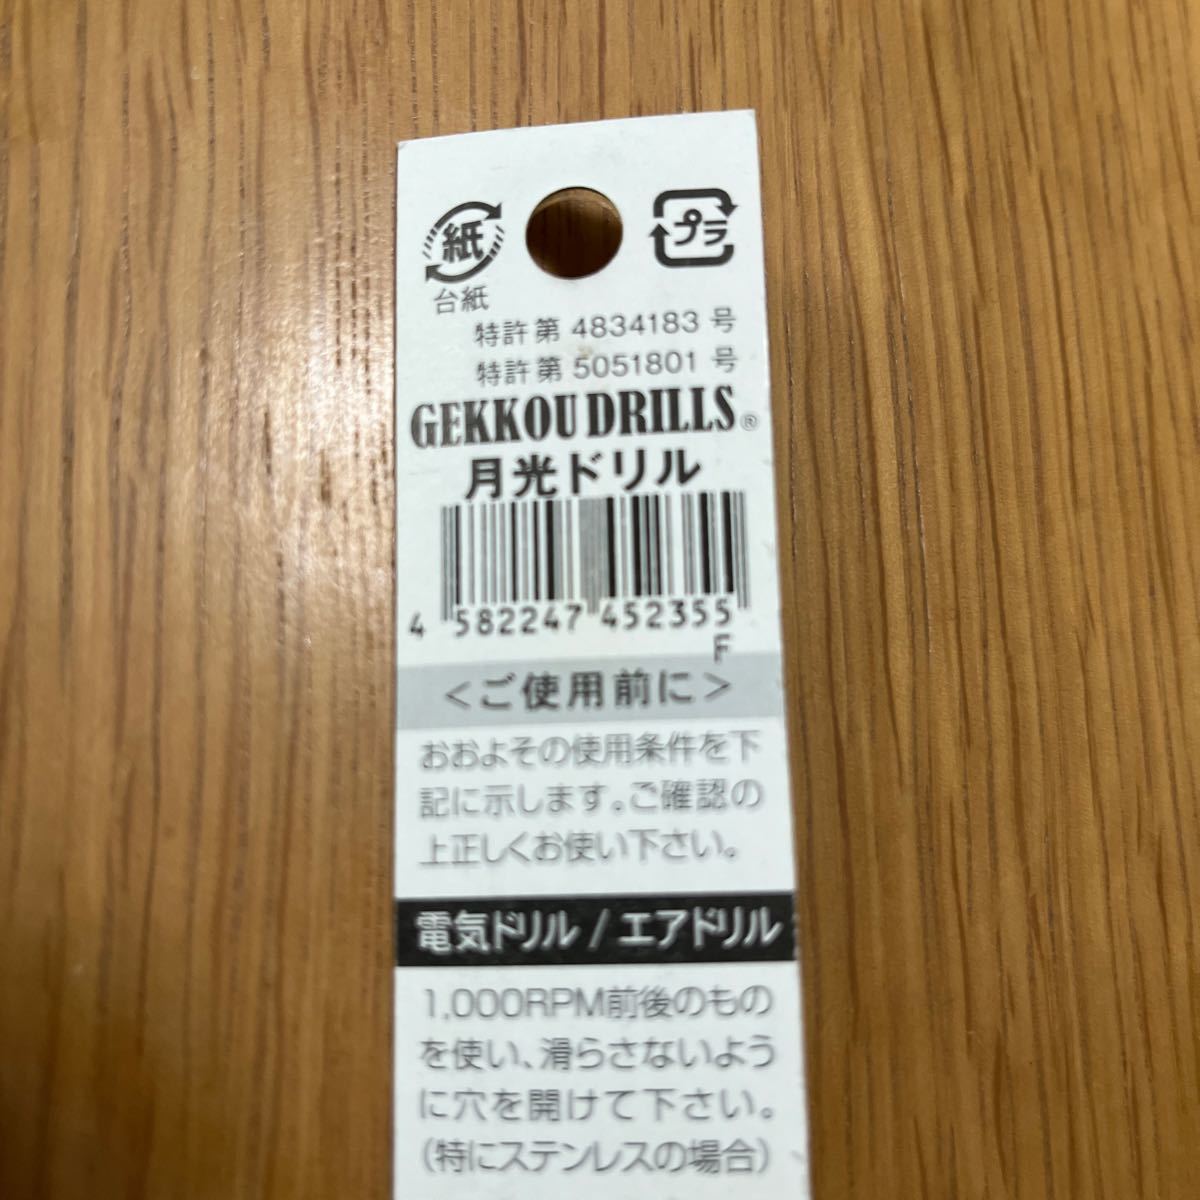 紙
プラ
台紙
特許第 4834183 号
特許第 5051801 号
GEKKOU DRILLS®
月光ドリル
4 582247 452355
F
<ご使用前に>
おおよその使用条件を下
記に示します。ご確認の
上正しくお使い下さい。
電気ドリル / エアドリル
1,000RPM前後のもの
を使い、滑らさないよう
に穴を開けて下さい。
(特にステンレスの場合)